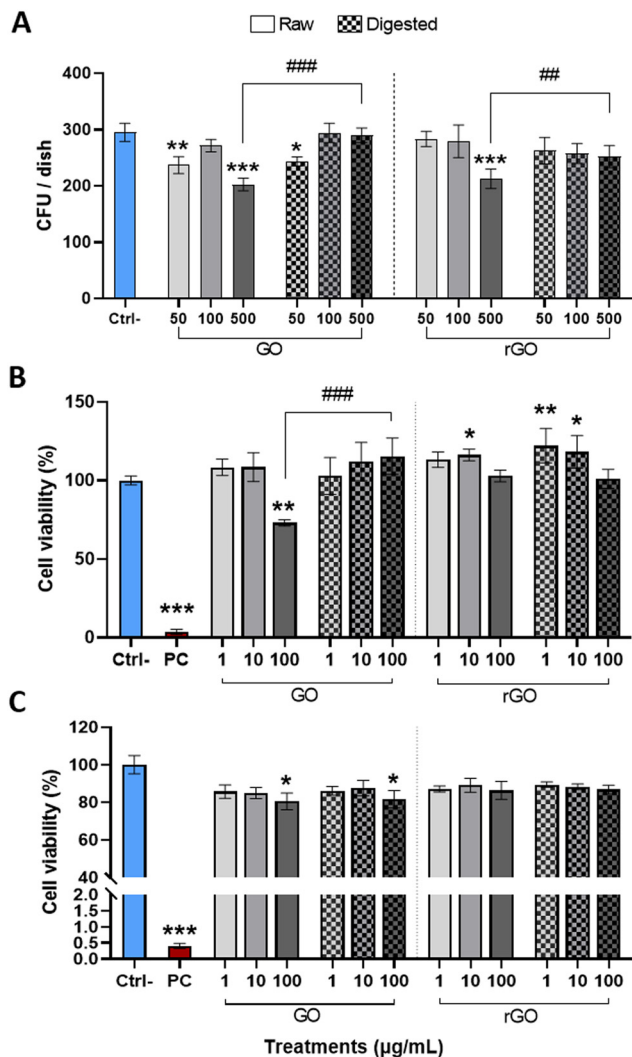 A
Raw Digested
CFU / dish
400
300
200
100
0
** *** * ### *** ##
Ctrl- 50 100 500 50 100 500 50 100 500 50 100 500
GO rGO
B
Cell viability (%)
150
100
50
0
*** ** ### * ** *
Ctrl- PC 1 10 100 1 10 100 1 10 100 1 10 100
GO rGO
C
Cell viability (%)
120
100
80
60
40
2.0
1.5
1.0
0.5
0.0
*** * *
Ctrl- PC 1 10 100 1 10 100 1 10 100 1 10 100
GO rGO
Treatments (µg/mL)